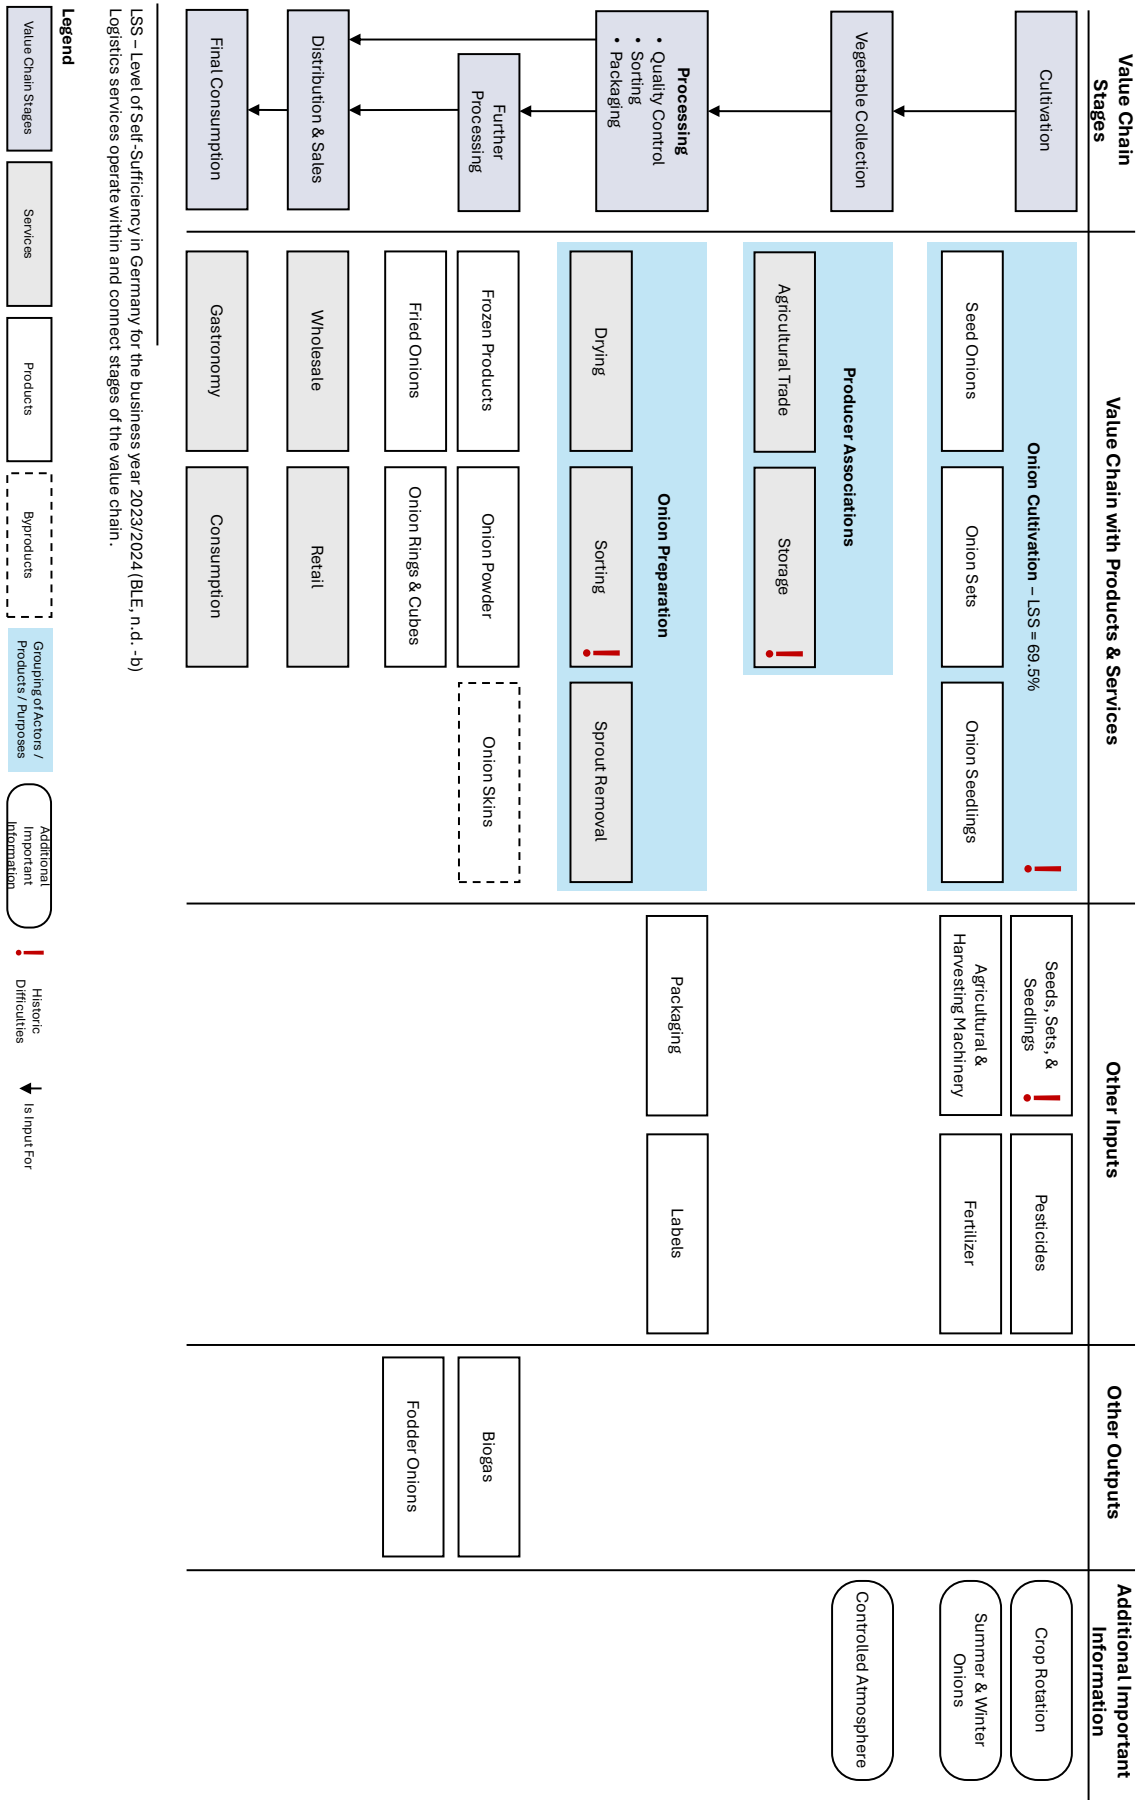 Value Chain
Stages
Value Chain with Products & Services
Other Inputs
Other Outputs
Additional Important
Information
Cultivation
Onion Cultivation – LSS = 69.5%
!
Seed Onions
Onion Sets
Onion Seedlings
Seeds, Sets, &
Seedlings
!
Pesticides
Agricultural &
Harvesting Machinery
Fertilizer
Crop Rotation
Summer & Winter
Onions
Vegetable Collection
Producer Associations
Agricultural Trade
Storage
!
Controlled Atmosphere
Processing
• Quality Control
• Sorting
• Packaging
Onion Preparation
Drying
Sorting
!
Sprout Removal
Packaging
Labels
Further
Processing
Frozen Products
Onion Powder
Onion Skins
Fried Onions
Onion Rings & Cubes
Biogas
Fodder Onions
Distribution & Sales
Wholesale
Retail
Final Consumption
Gastronomy
Consumption
LSS – Level of Self-Sufficiency in Germany for the business year 2023/2024 (BLE, n.d. -b)
Logistics services operate within and connect stages of the value chain.
Legend
Value Chain Stages
Services
Products
Byproducts
Grouping of Actors /
Products / Purposes
Additional
Important
Information
!
Historic
Difficulties
Is Input For